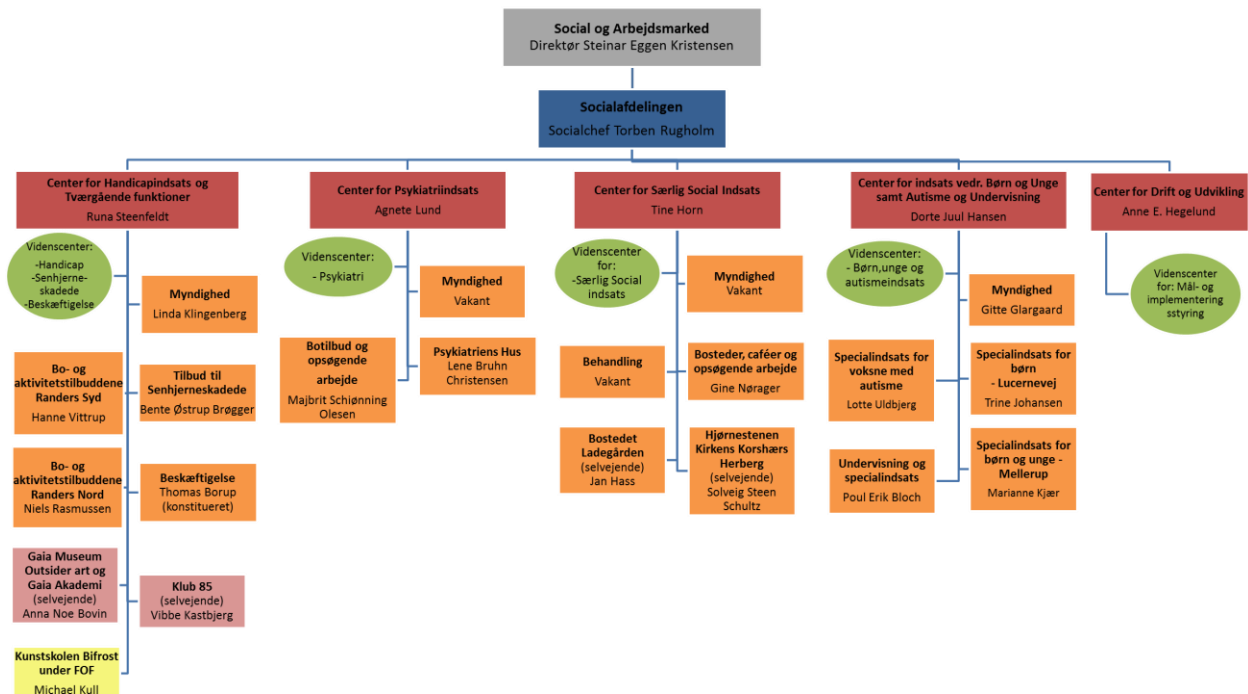 Social og Arbejdsmarked
Direktør Steinar Eggen Kristensen
Socialafdelingen
Socialchef Torben Rugholm
Center for Handicapindsats og
Tværgående funktioner
Runa Steenfeldt
Center for Psykiatriindsats
Agnete Lund
Center for Særlig Social Indsats
Tine Horn
Center for indsats vedr. Børn og Unge
samt Autisme og Undervisning
Dorte Juul Hansen
Center for Drift og Udvikling
Anne E. Hegelund
Videnscenter:
-Handicap
-Senhjerne-
skadede
-Beskæftigelse
Myndighed
Linda Klingenberg
Bo- og
aktivitetstilbuddene
Randers Syd
Hanne Vittrup
Tilbud til
Senhjerneskadede
Bente Østrup Brøgger
Bo- og
aktivitetstilbuddene
Randers Nord
Niels Rasmussen
Beskæftigelse
Thomas Borup
(konstitueret)
Gaia Museum
Outsider art og
Gaia Akademi
(selvejende)
Anna Noe Bovin
Klub 85
(selvejende)
Vibbe Kastbjerg
Kunstskolen Bifrost
under FOF
Michael Kull
Videnscenter:
- Psykiatri
Myndighed
Vakant
Botilbud og
opsøgende
arbejde
Majbrit Schiønning
Olesen
Psykiatriens Hus
Lene Bruhn
Christensen
Videnscenter
for:
-Særlig Social
indsats
Myndighed
Vakant
Behandling
Vakant
Bosteder, caféer og
opsøgende arbejde
Gine Nørager
Bostedet
Ladegården
(selvejende)
Jan Hass
Hjørnestenen
Kirkens Korshærs
Herberg
(selvejende)
Solveig Steen
Schultz
Videnscenter:
- Børn,unge og
autismeindsats
Myndighed
Gitte Glargaard
Specialindsats for
voksne med
autisme
Lotte Uldbjerg
Specialindsats for
børn
- Lucernevej
Trine Johansen
Undervisning og
specialindsats
Poul Erik Bloch
Specialindsats for
børn og unge -
Mellerup
Marianne Kjær
Videnscenter
for: Mål- og
implementering
sstyring